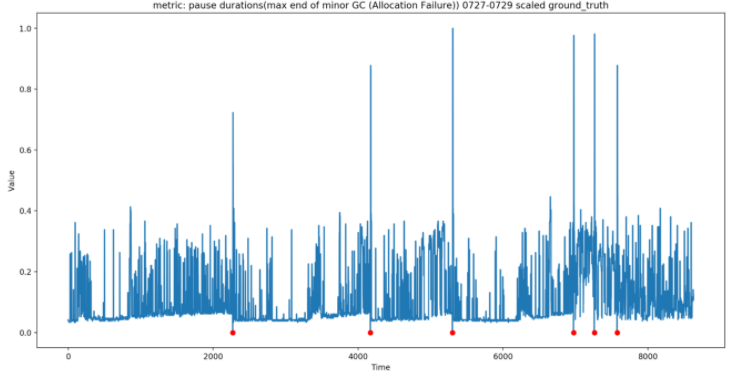 metric: pause durations(max end of minor GC (Allocation Failure)) 0727-0729 scaled ground_truth
1.0
0.8
0.6
Value
0.4
0.2
0.0
0 2000 4000 6000 8000
Time